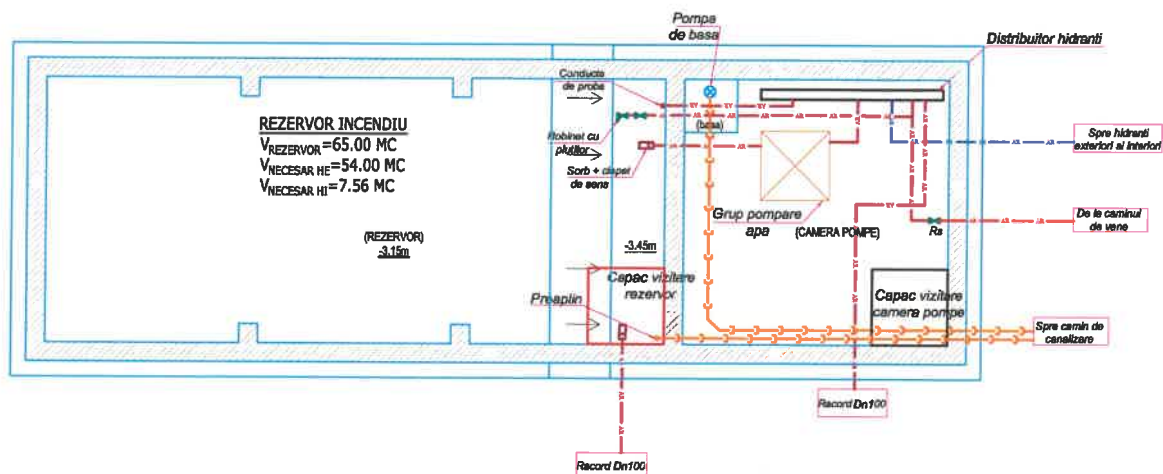 Pompa
de basa
Distribuitor hidranti
Conducta
de proba
REZERVOR INCENDIU
V_REZERVOR=65.00 MC
V_NECESAR HE=54.00 MC
V_NECESAR HI=7.56 MC
(basa)
Robinet cu
plutitor
Spre hidranti
exteriori si interiori
Sorb + clapet
de sens
Grup pompare
apa
(CAMERA POMPE)
De la caminul
de vane
Rs
(REZERVOR)
-3.15m
-3.45m
Capac vizitare
rezervor
Preaplin
Capac vizitare
camera pompe
Spre camin de
canalizare
Racord Dn100
Racord Dn100